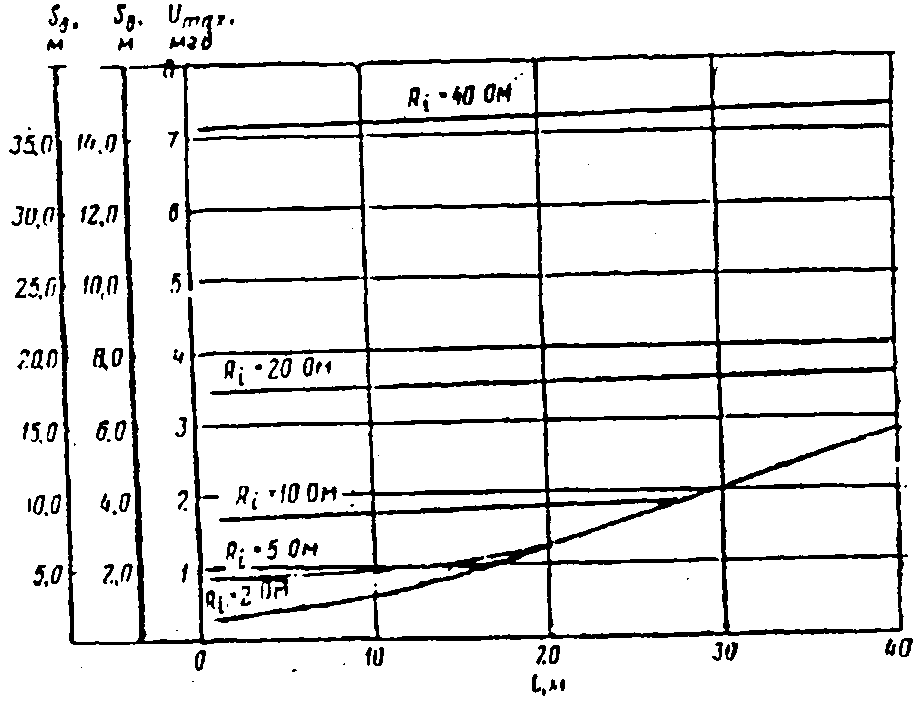 Sв, Sв, Umax,
м м мгд
8
Ri = 40 Ом
35,0 14,0 7
30,0 12,0 6
25,0 10,0 5
20,0 8,0 4
Ri = 20 Ом
15,0 6,0 3
10,0 4,0 2
Ri = 10 Ом
Ri = 5 Ом
5,0 2,0 1
Ri = 2 Ом
0 10 20 30 40
l, м